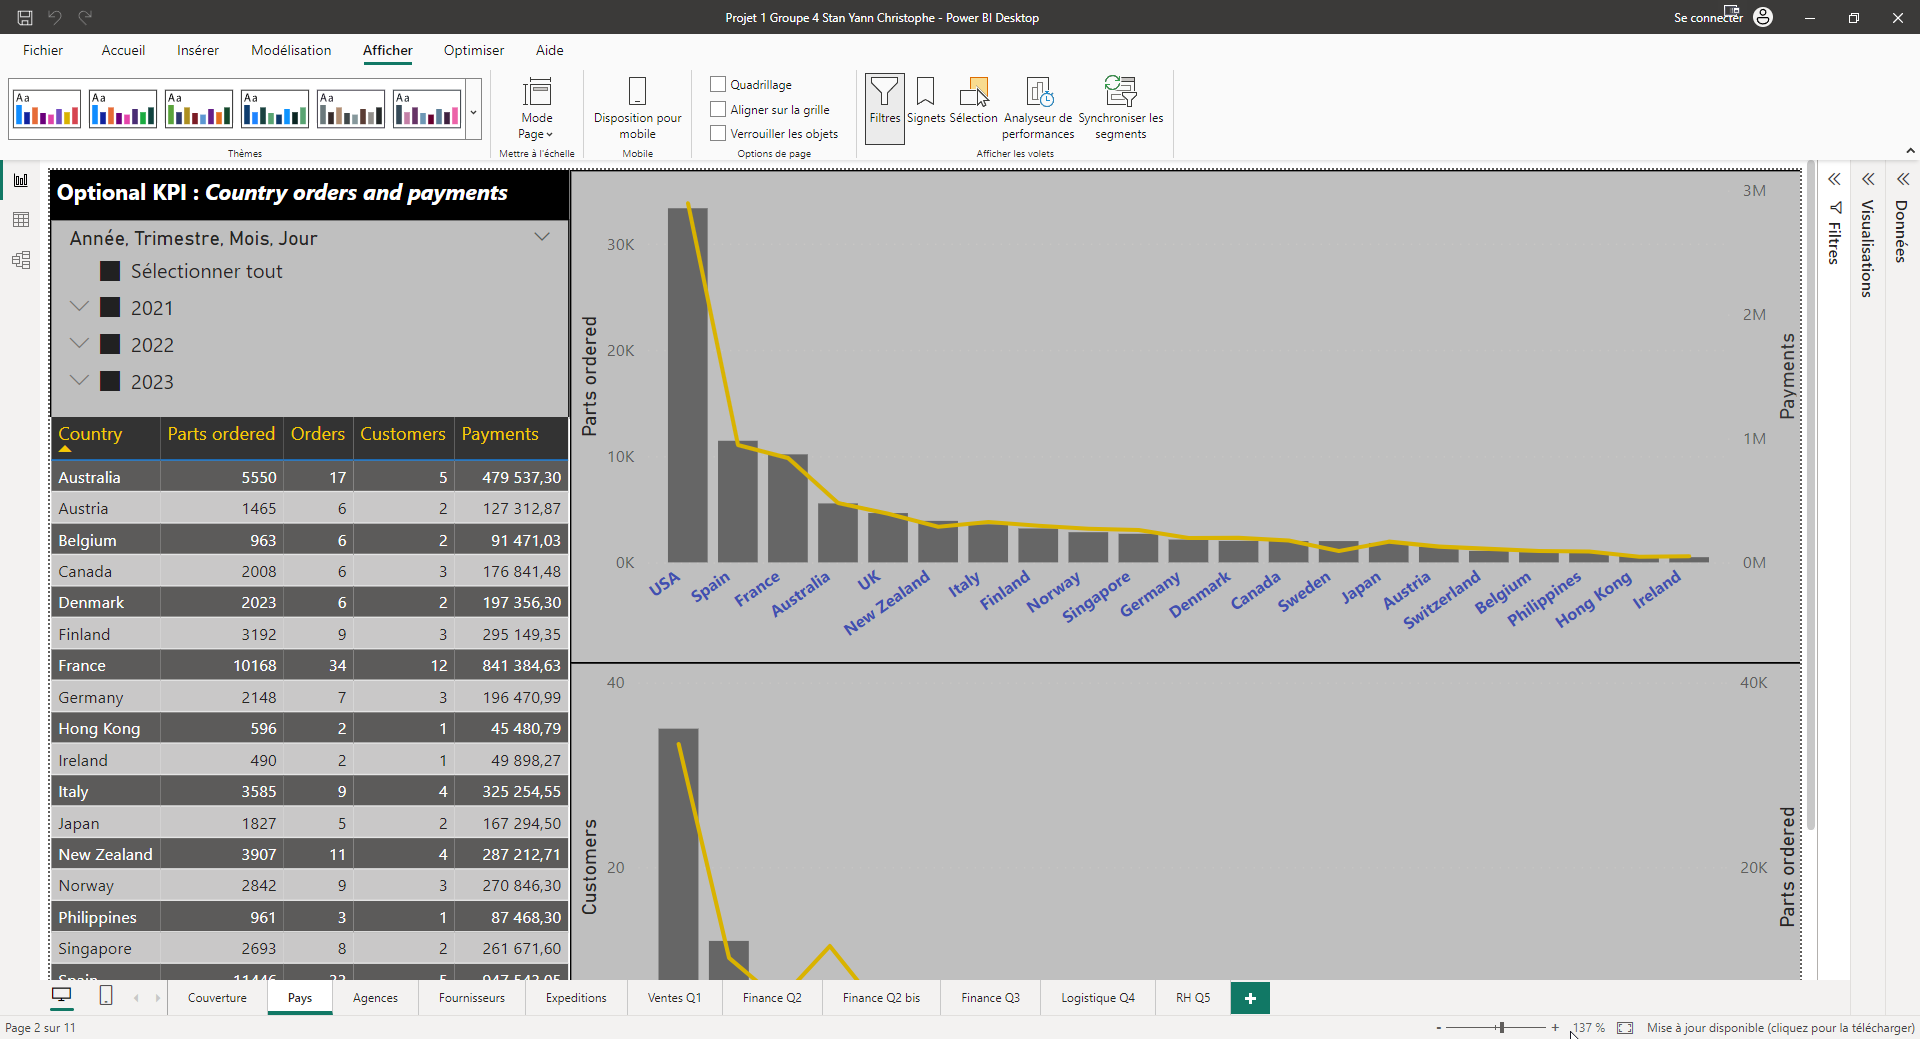 Projet 1 Groupe 4 Stan Yann Christophe - Power BI Desktop
Se connecter
Fichier
Accueil
Insérer
Modélisation
Afficher
Optimiser
Aide
Aa
Aa
Aa
Aa
Aa
Aa
Thèmes
Mode
Page
Mettre à l'échelle
Disposition pour
mobile
Mobile
Quadrillage
Aligner sur la grille
Verrouiller les objets
Options de page
Filtres
Signets
Sélection
Analyseur de
performances
Synchroniser les
segments
Afficher les volets
Optional KPI : Country orders and payments
Année, Trimestre, Mois, Jour
Sélectionner tout
2021
2022
2023
Country Parts ordered Orders Customers Payments
Australia 5550 17 5 479 537,30
Austria 1465 6 2 127 312,87
Belgium 963 6 2 91 471,03
Canada 2008 6 3 176 841,48
Denmark 2023 6 2 197 356,30
Finland 3192 9 3 295 149,35
France 10168 34 12 841 384,63
Germany 2148 7 3 196 470,99
Hong Kong 596 2 1 45 480,79
Ireland 490 2 1 49 898,27
Italy 3585 9 4 325 254,55
Japan 1827 5 2 167 294,50
New Zealand 3907 11 4 287 212,71
Norway 2842 9 3 270 846,30
Philippines 961 3 1 87 468,30
Singapore 2693 8 2 261 671,60
Parts ordered
30K
20K
10K
0K
3M
2M
1M
0M
Payments
USA
Spain
France
Australia
UK
New Zealand
Italy
Finland
Norway
Singapore
Germany
Denmark
Canada
Sweden
Japan
Austria
Switzerland
Belgium
Philippines
Hong Kong
Ireland
Customers
40
20
40K
20K
Parts ordered
Filtres
Visualisations
Données
Couverture
Pays
Agences
Fournisseurs
Expeditions
Ventes Q1
Finance Q2
Finance Q2 bis
Finance Q3
Logistique Q4
RH Q5
+
Page 2 sur 11
- + 137 %
Mise à jour disponible (cliquez pour la télécharger)